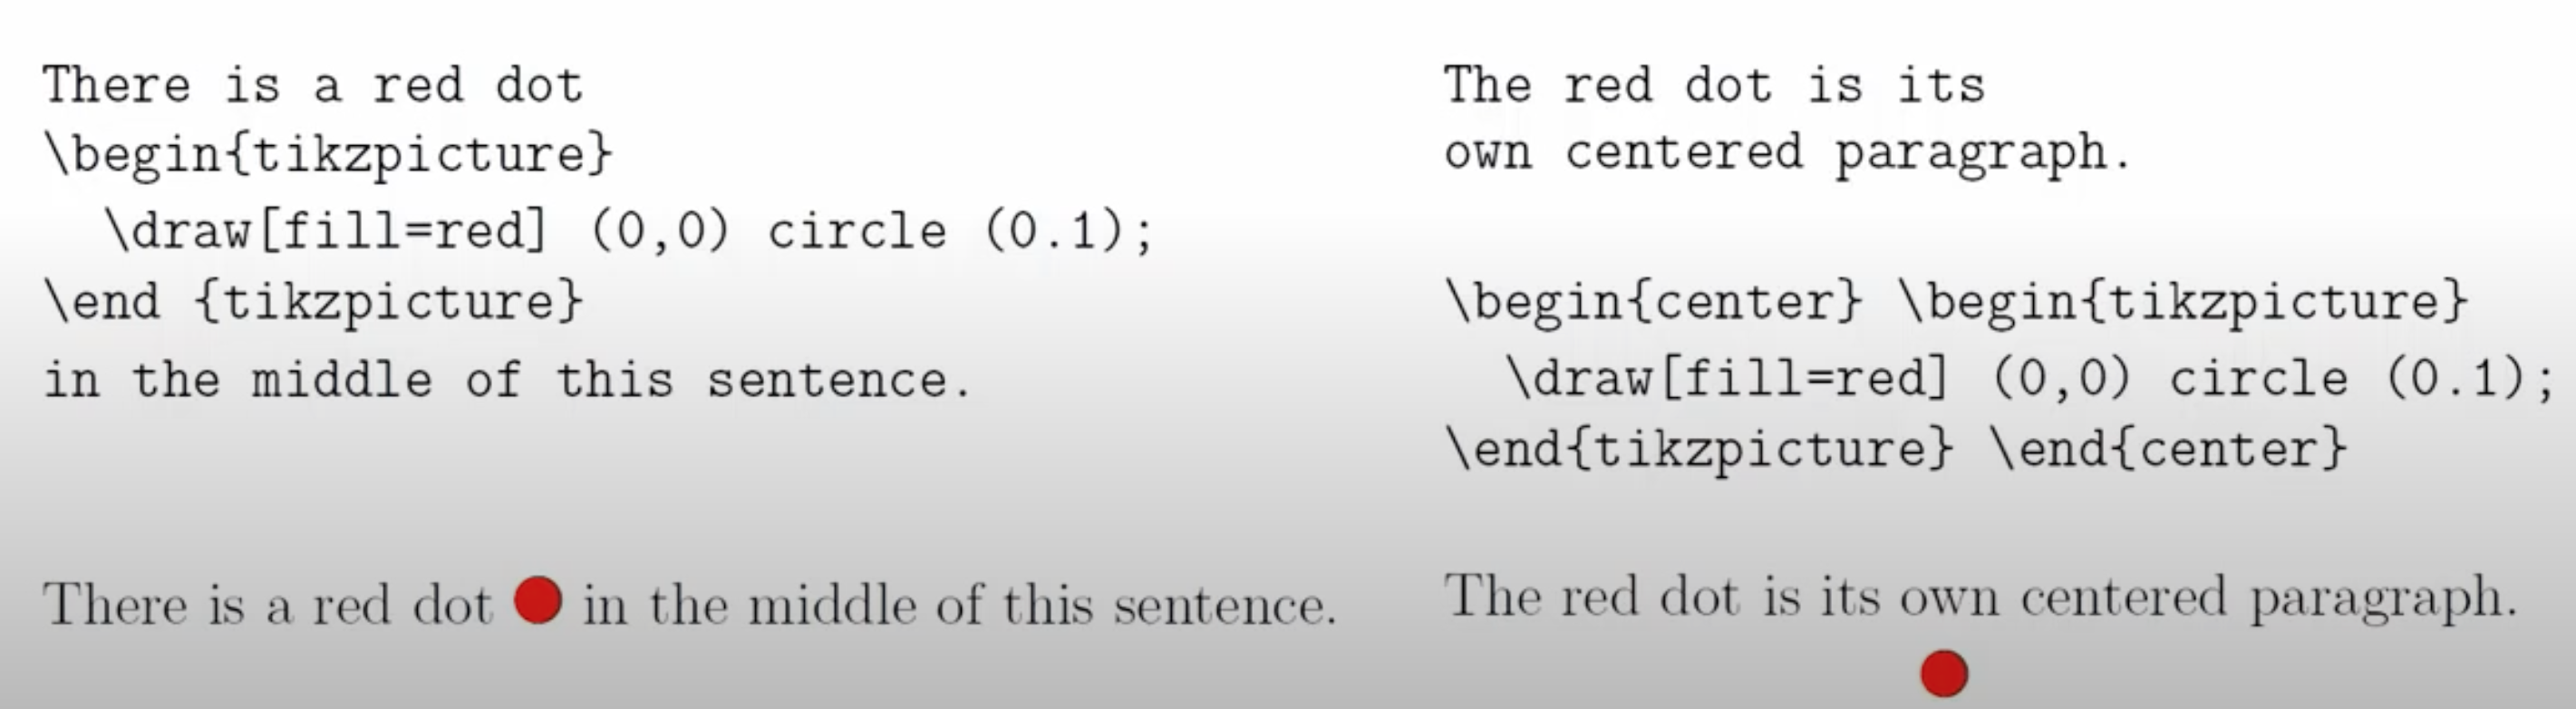 There is a red dot
\begin{tikzpicture}
  \draw[fill=red] (0,0) circle (0.1);
\end {tikzpicture}
in the middle of this sentence.
There is a red dot in the middle of this sentence.
The red dot is its
own centered paragraph.
\begin{center} \begin{tikzpicture}
  \draw[fill=red] (0,0) circle (0.1);
\end{tikzpicture} \end{center}
The red dot is its own centered paragraph.